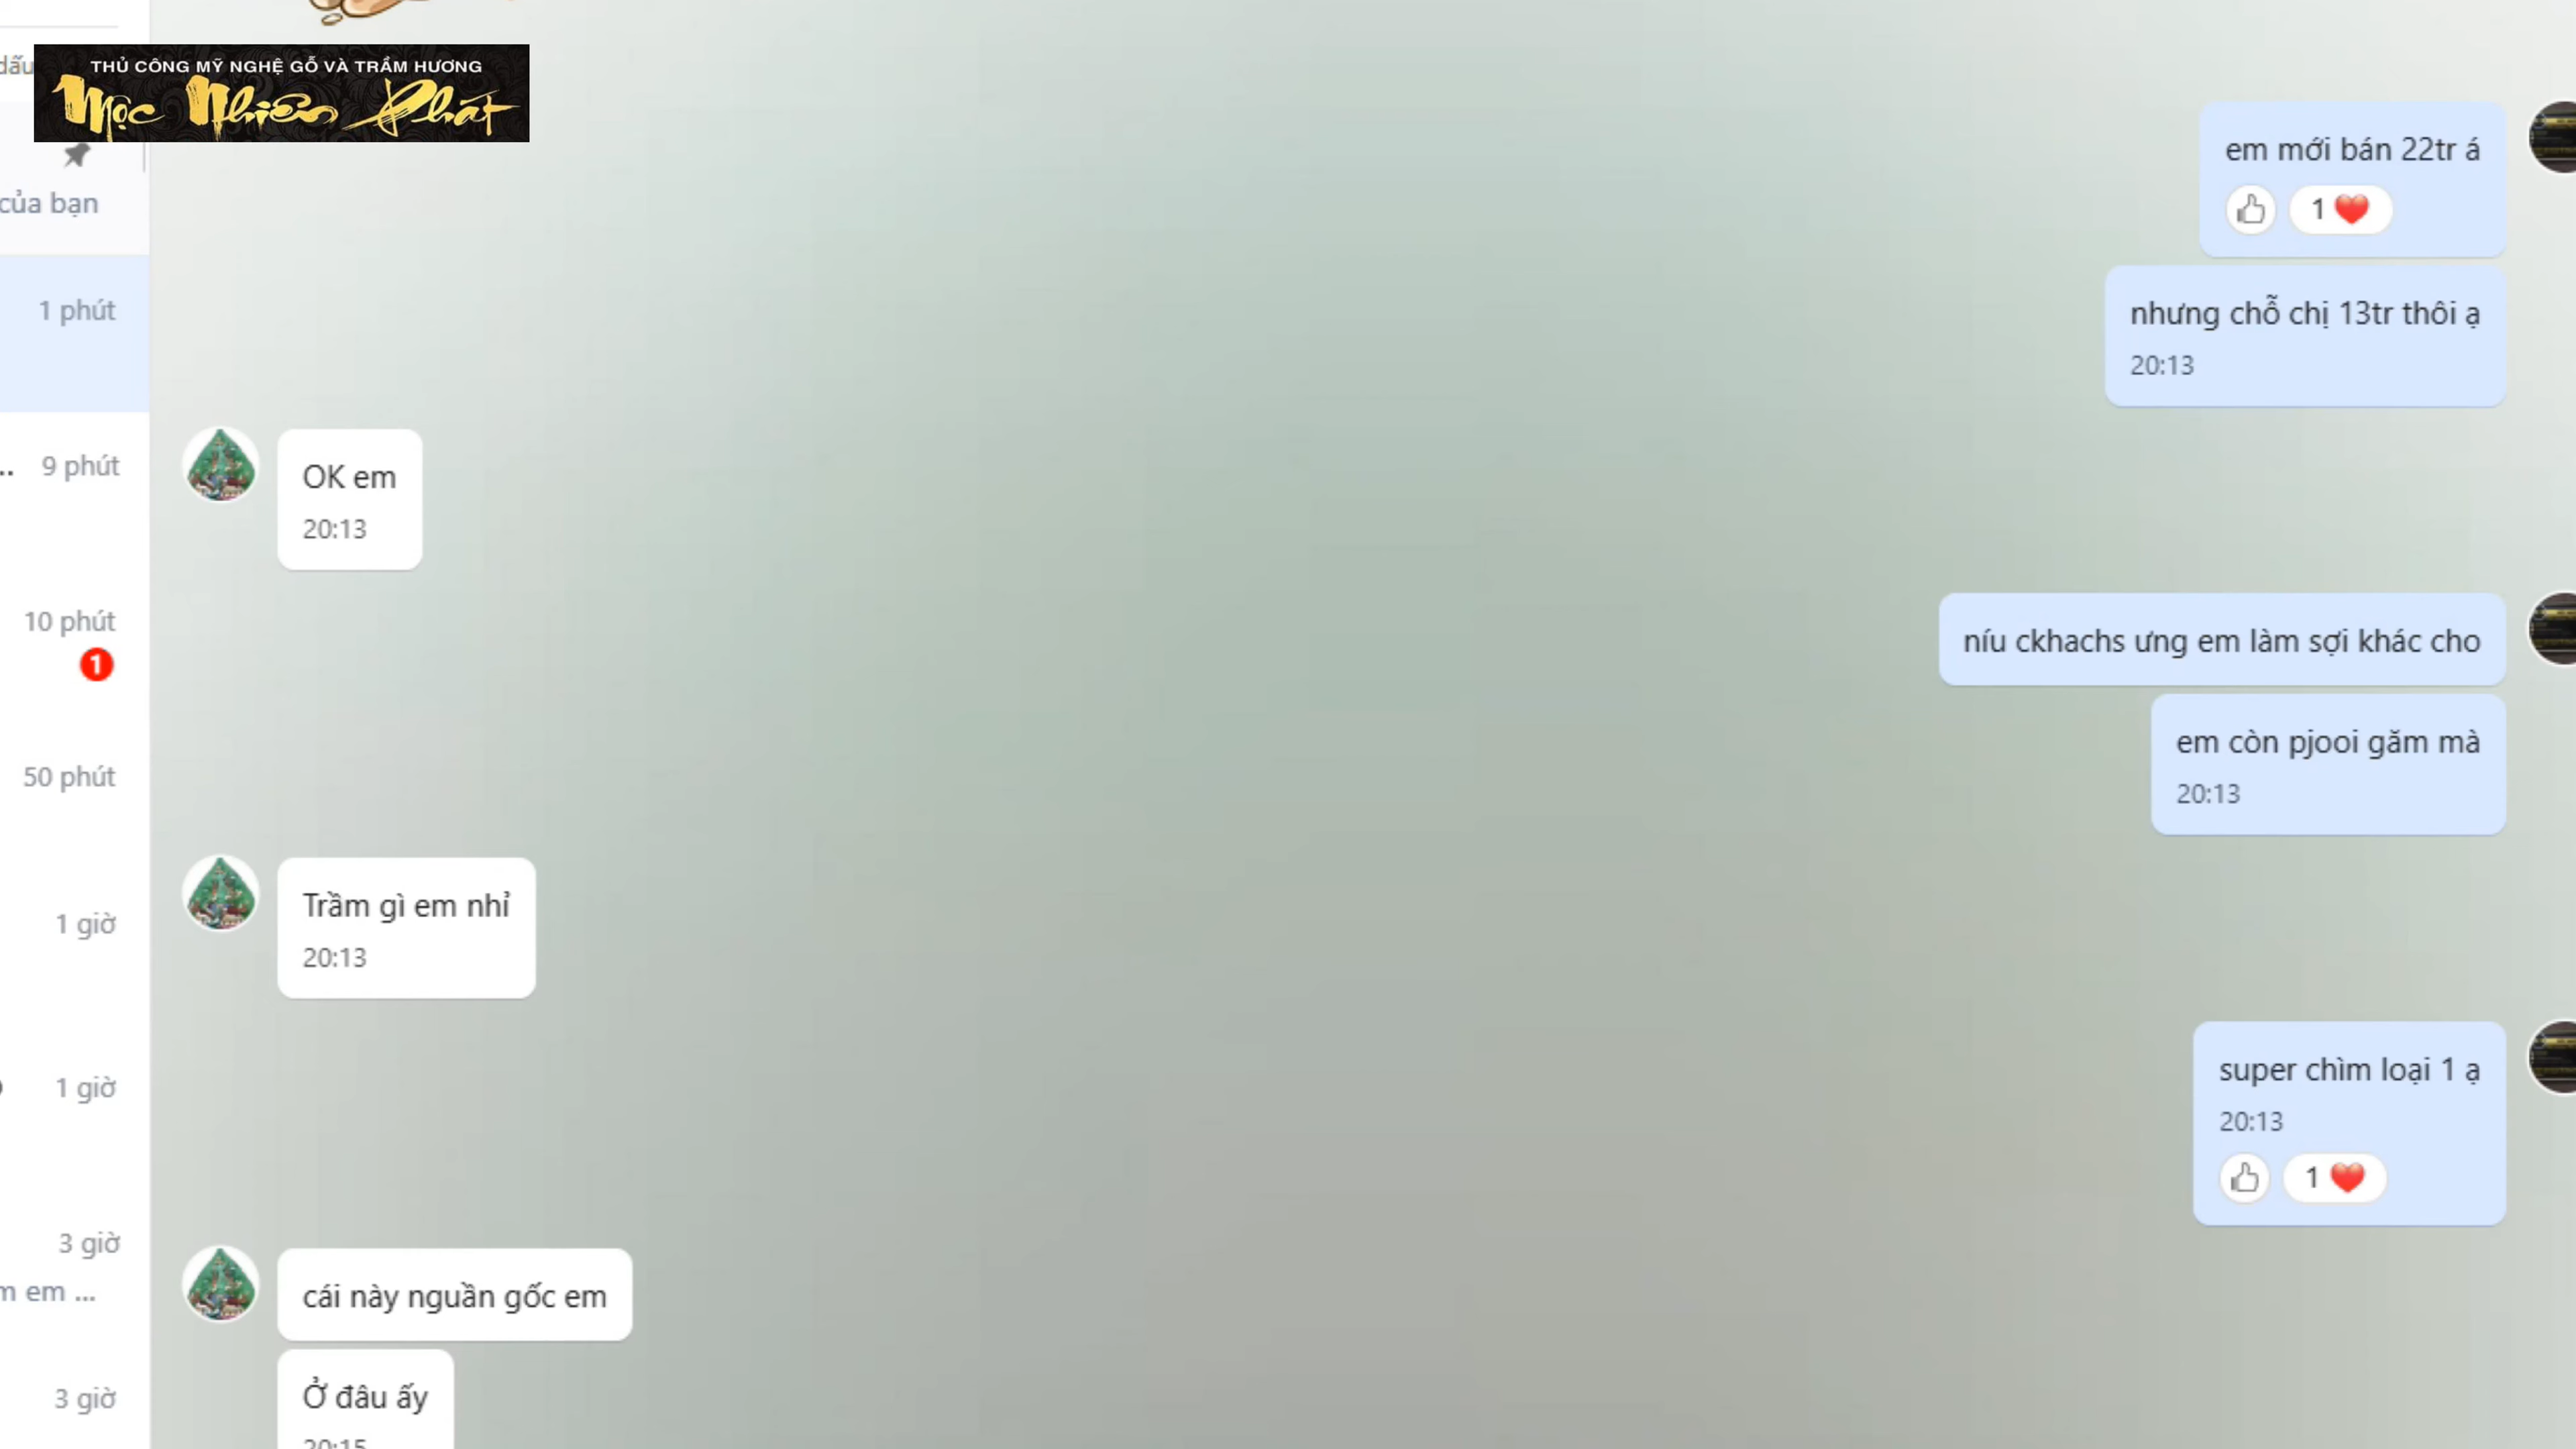 dấu
THỦ CÔNG MỸ NGHỆ GỖ VÀ TRẦM HƯƠNG
Mộc Nhiên Phát
của bạn
1 phút
.. 9 phút
10 phút
1
50 phút
1 giờ
1 giờ
3 giờ
m em ...
3 giờ
em mới bán 22tr á
1
nhưng chỗ chị 13tr thôi ạ
20:13
OK em
20:13
níu ckhachs ưng em làm sợi khác cho
em còn pjooi găm mà
20:13
Trầm gì em nhỉ
20:13
super chìm loại 1 ạ
20:13
1
cái này nguần gốc em
Ở đâu ấy
20:15